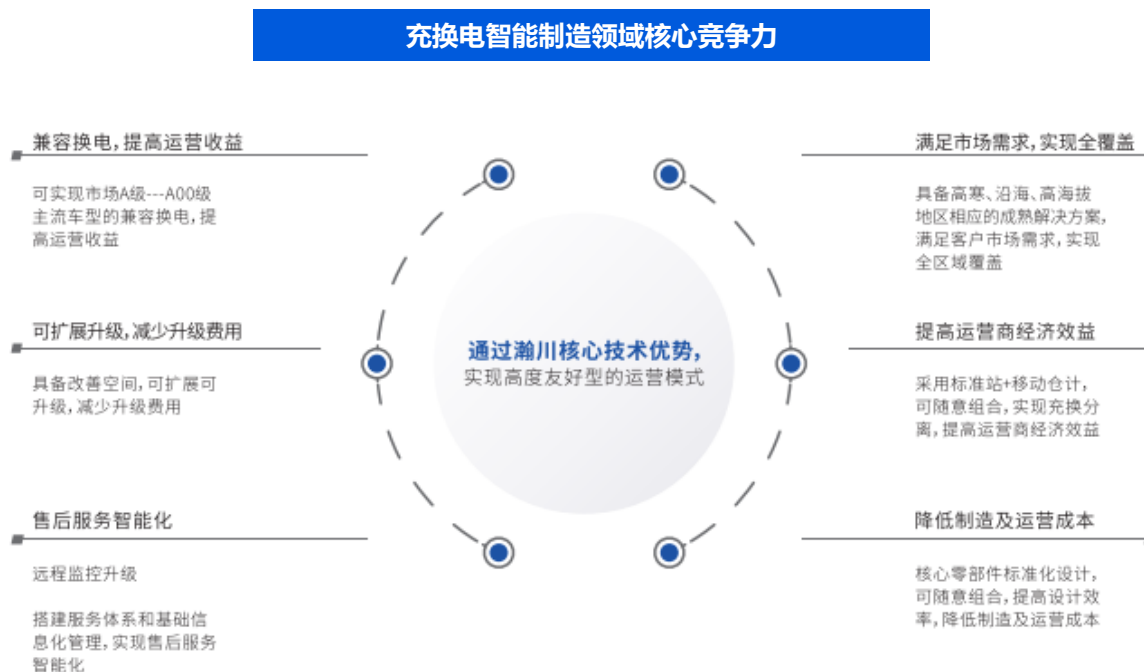 充换电智能制造领域核心竞争力
兼容换电,提高运营收益
可实现市场A级---A00级
主流车型的兼容换电,提
高运营收益
可扩展升级,减少升级费用
具备改善空间,可扩展可
升级,减少升级费用
售后服务智能化
远程监控升级
搭建服务体系和基础信
息化管理,实现售后服务
智能化
通过瀚川核心技术优势,
实现高度友好型的运营模式
满足市场需求,实现全覆盖
具备高寒、沿海、高海拔
地区相应的成熟解决方案,
满足客户市场需求,实现
全区域覆盖
提高运营商经济效益
采用标准站+移动仓计,
可随意组合,实现充换分
离,提高运营商经济效益
降低制造及运营成本
核心零部件标准化设计,
可随意组合,提高设计效
率,降低制造及运营成本